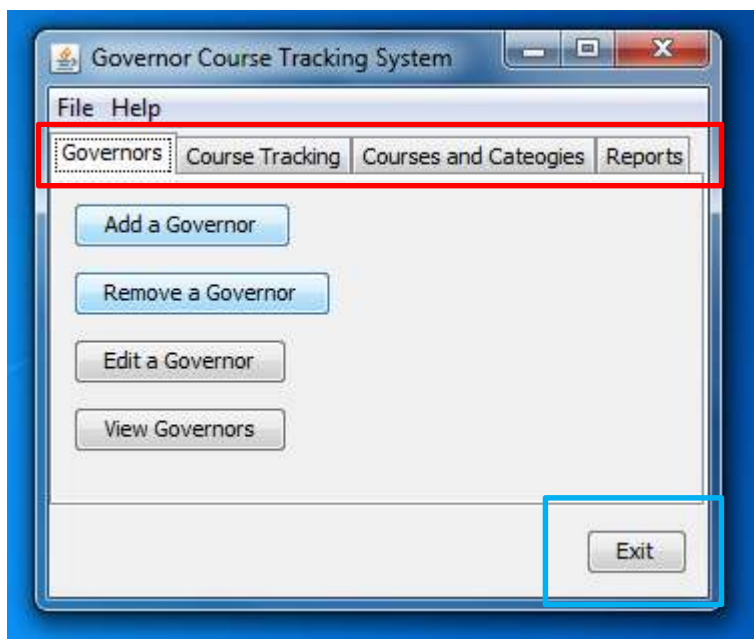 Governor Course Tracking System
File Help
Governors Course Tracking Courses and Cateogies Reports
Add a Governor
Remove a Governor
Edit a Governor
View Governors
Exit